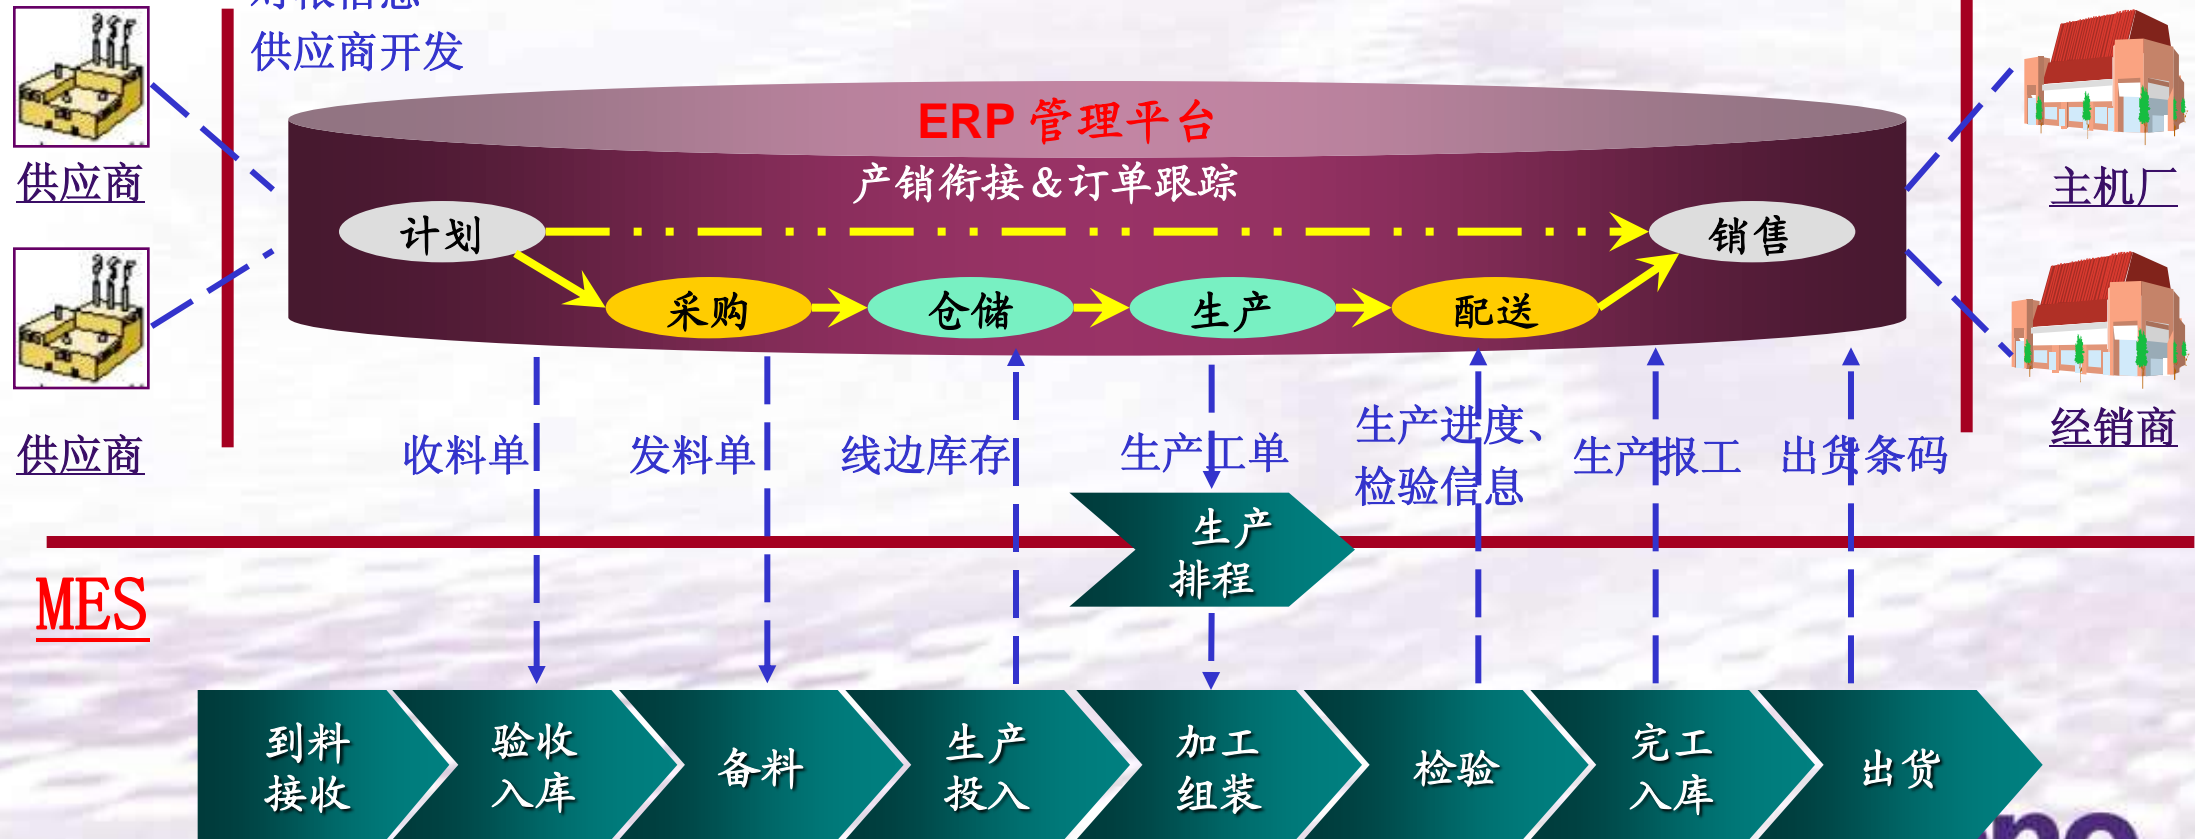 供应商开发
ERP 管理平台
产销衔接&订单跟踪
供应商
主机厂
计划
销售
采购
仓储
生产
配送
供应商
经销商
收料单
发料单
线边库存
生产工单
生产进度、
检验信息
生产报工
出货条码
生产
排程
MES
到料
接收
验收
入库
备料
生产
投入
加工
组装
检验
完工
入库
出货